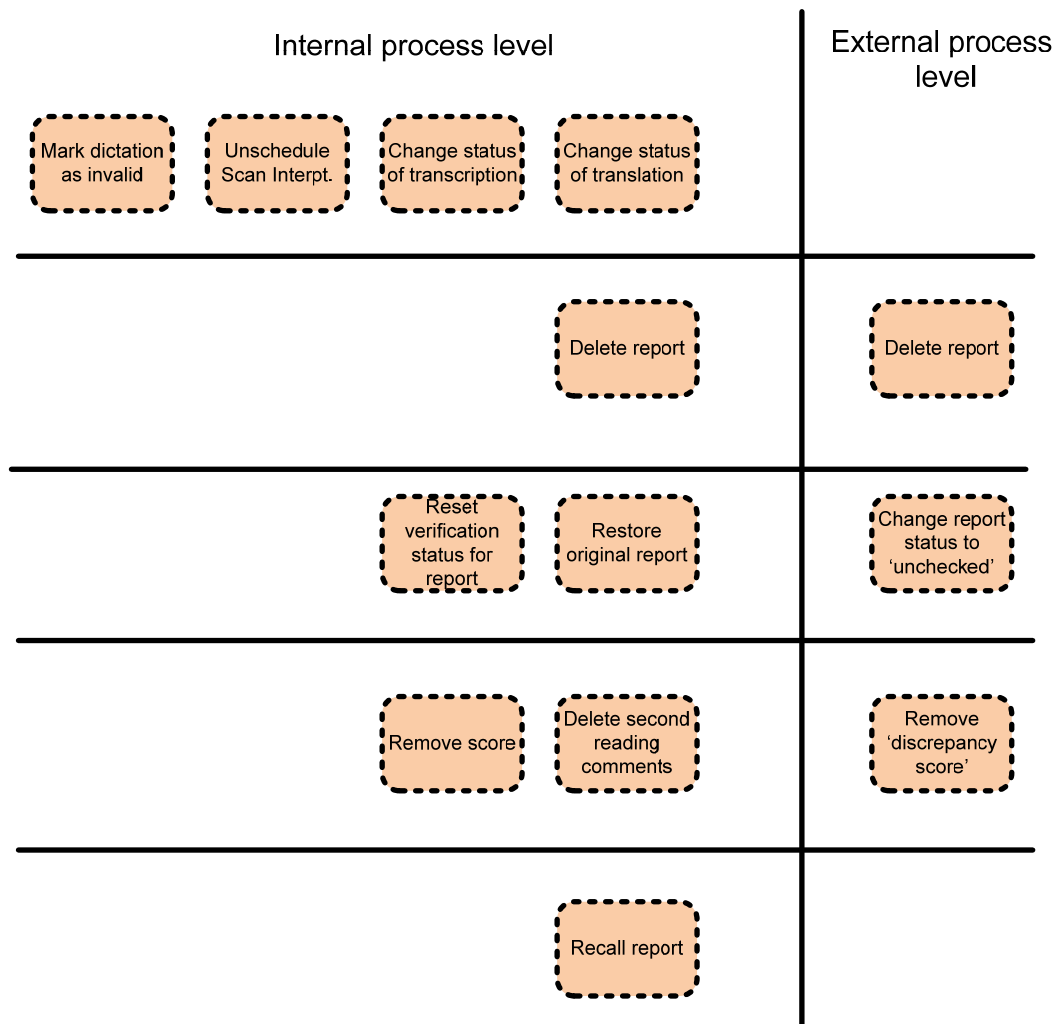 Internal process level
External process
level
Mark dictation
as invalid
Unschedule
Scan Interpt.
Change status
of transcription
Change status
of translation
Delete report
Delete report
Reset
verification
status for
report
Restore
original report
Change report
status to
‘unchecked’
Remove score
Delete second
reading
comments
Remove
‘discrepancy
score’
Recall report